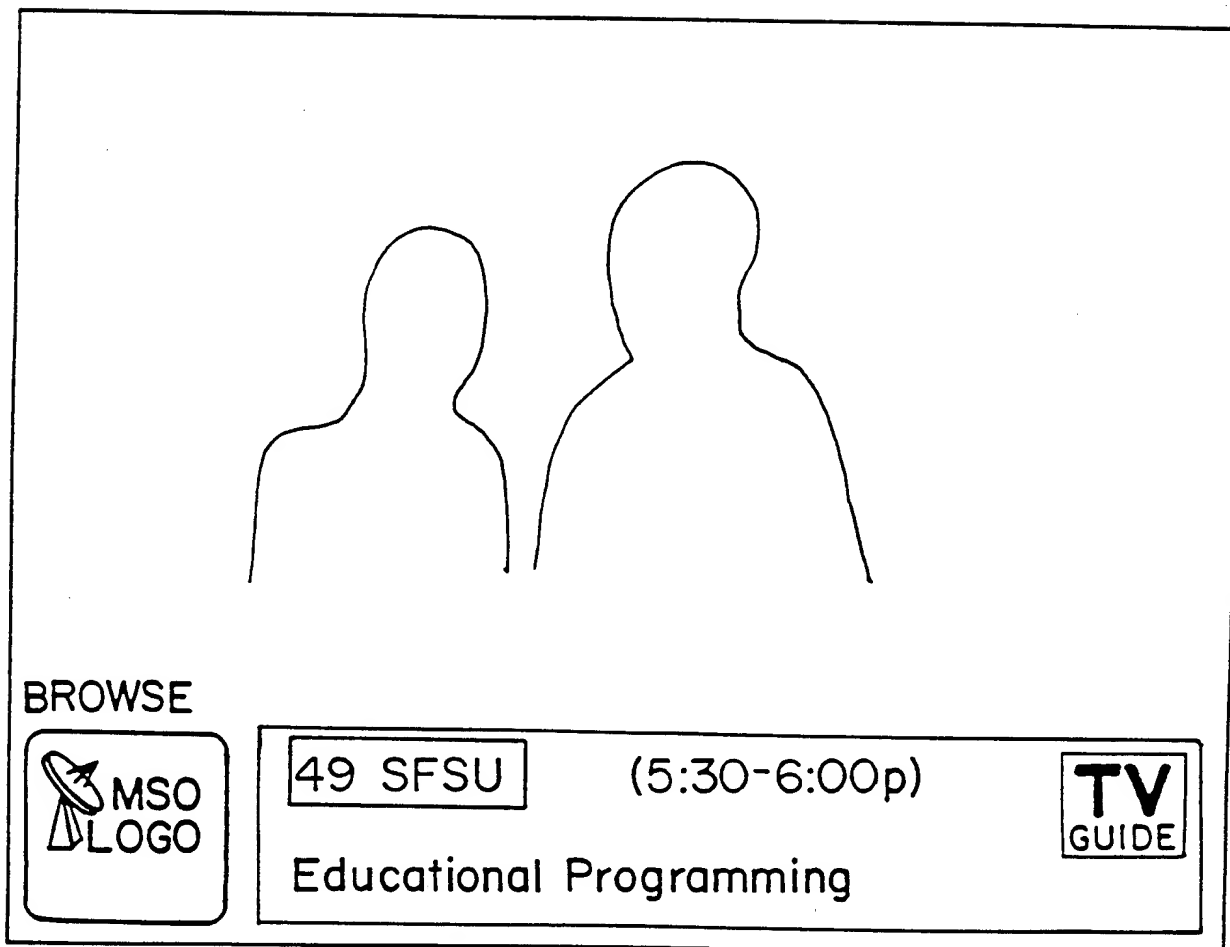 BROWSE
MSO
LOGO
49 SFSU (5:30-6:00p)
Educational Programming
TV
GUIDE